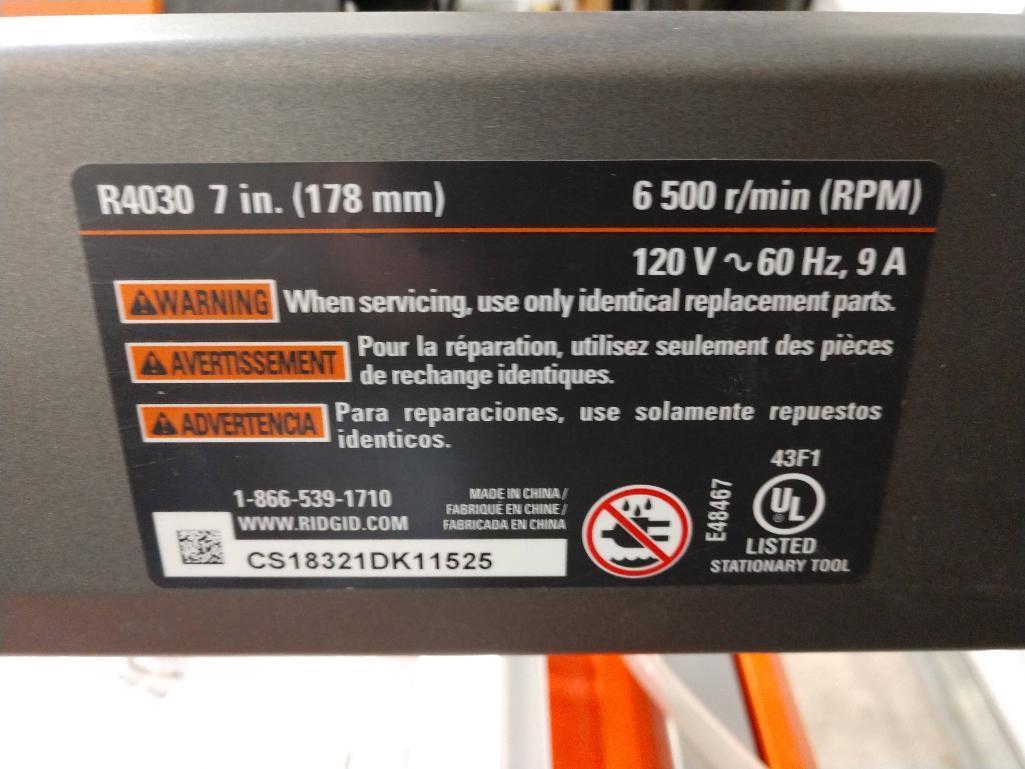 R4030 7 in. (178 mm)
6 500 r/min (RPM)
120 V ~ 60 Hz, 9 A
WARNING When servicing, use only identical replacement parts.
AVERTISSEMENT Pour la réparation, utilisez seulement des pièces
de rechange identiques.
ADVERTENCIA Para reparaciones, use solamente repuestos
identicos.
1-866-539-1710
WWW.RIDGID.COM
MADE IN CHINA /
FABRIQUÉ EN CHINE /
FABRICADA EN CHINA
CS18321DK11525
E48467
43F1
UL
®
LISTED
STATIONARY TOOL